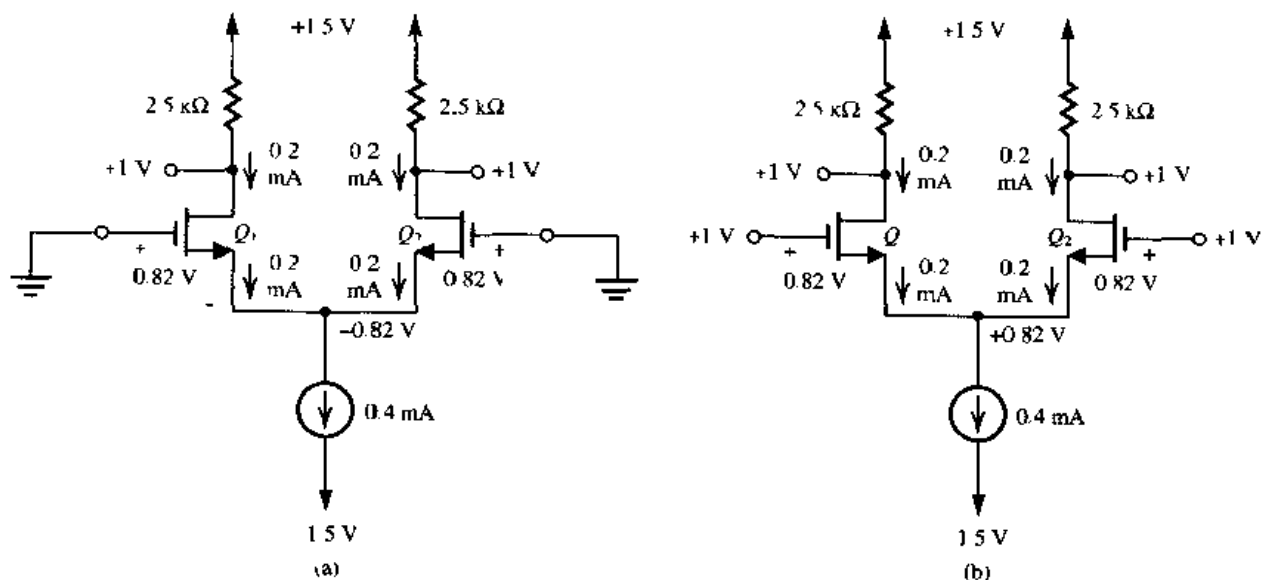 +1.5 V
2 5 κΩ
2.5 kΩ
+1 V
0 2
mA
0.2
mA
+1 V
+
Q₁
Q₂
+
0.82 V
0 2
mA
0.2
mA
0.82 V
-
–0.82 V
0.4 mA
1 5 V
(a)
+1 5 V
2 5 kΩ
2 5 kΩ
+1 V
0.2
mA
0.2
mA
+1 V
+1 V
+
Q
Q₂
+
+1 V
0.82 V
0.2
mA
0.2
mA
0.82 V
+0.82 V
0.4 mA
1 5 V
(b)